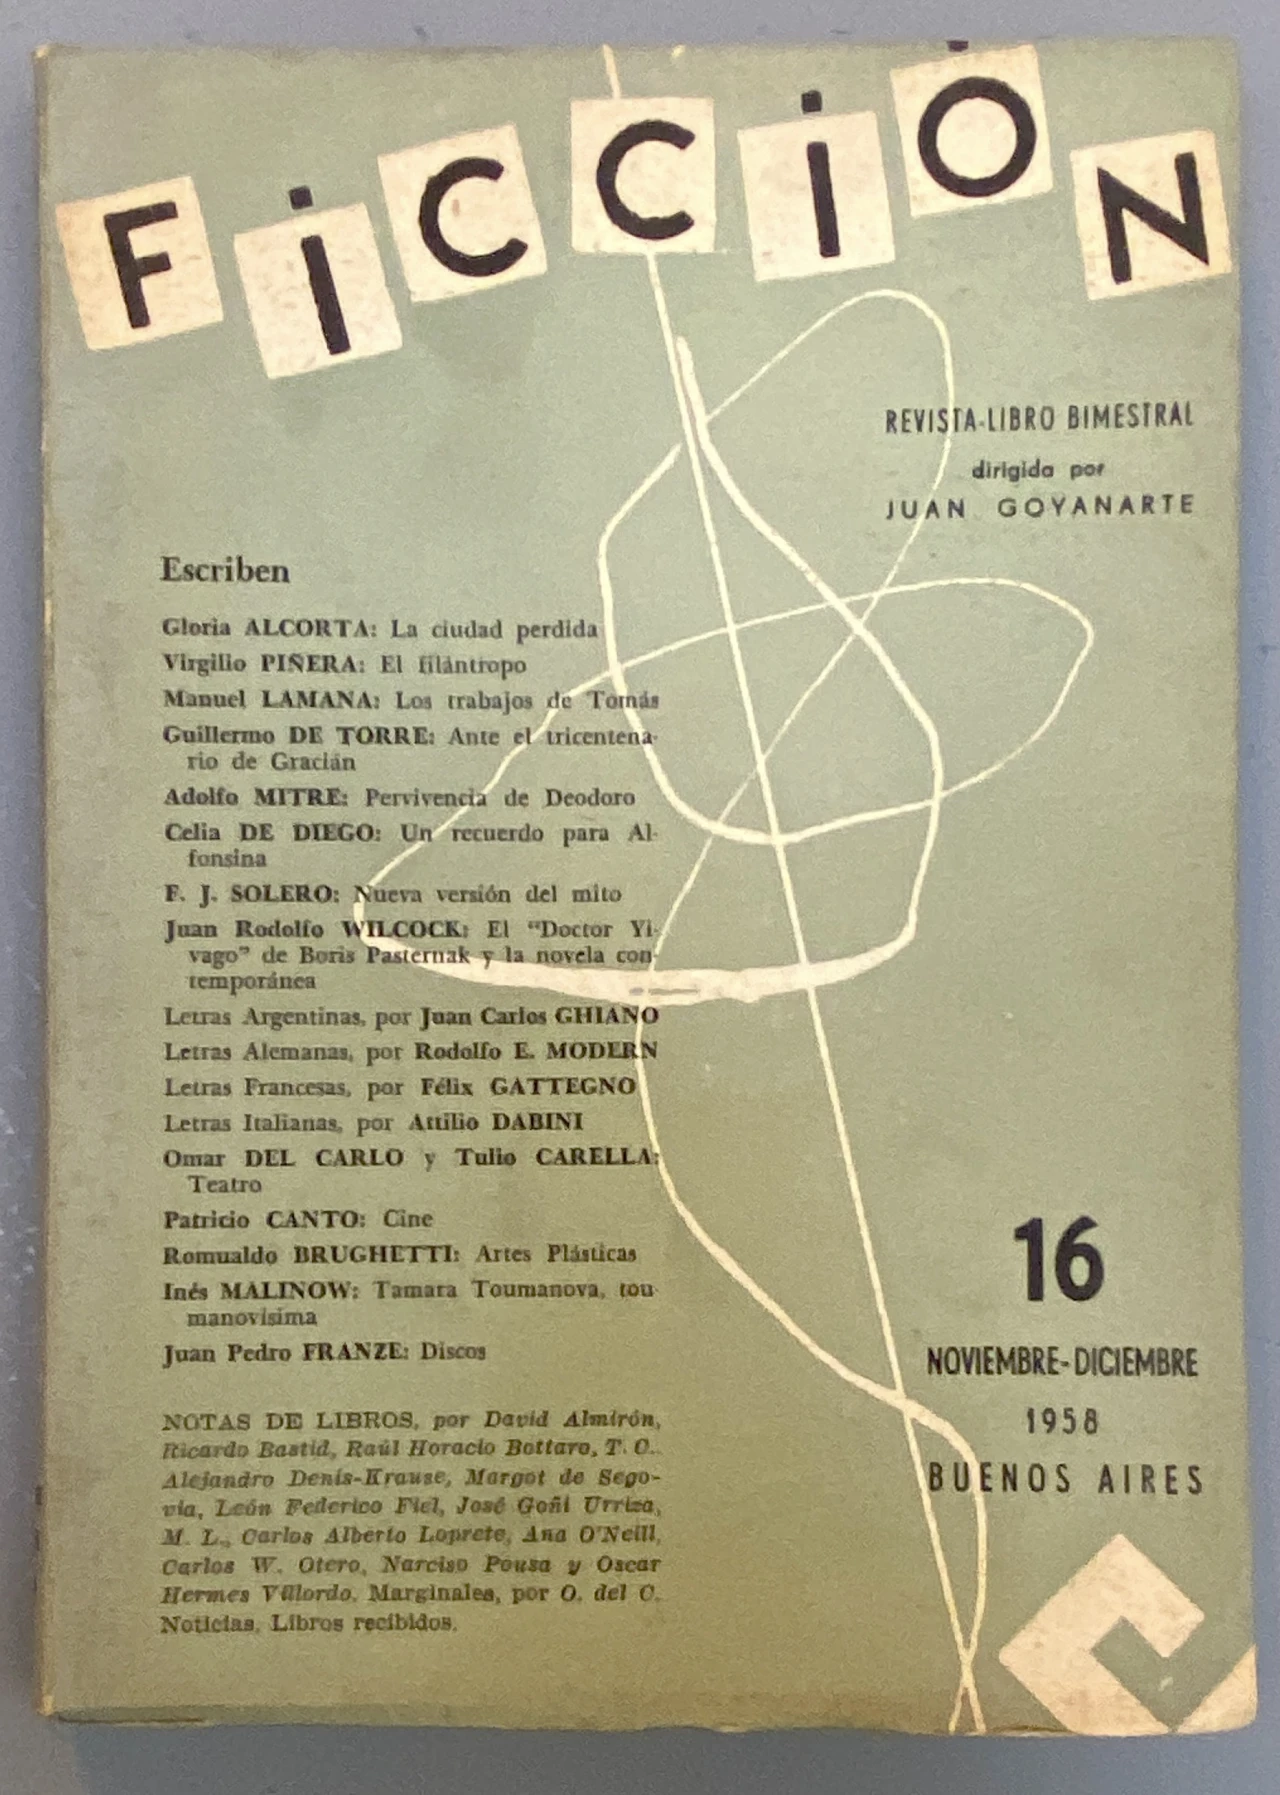 FiCCiÓN
REVISTA-LIBRO BIMESTRAL
dirigida por
JUAN GOYANARTE
Escriben
Gloria ALCORTA: La ciudad perdida
Virgilio PIÑERA: El filántropo
Manuel LAMANA: Los trabajos de Tomás
Guillermo DE TORRE: Ante el tricentena-
rio de Gracián
Adolfo MITRE: Pervivencia de Deodoro
Celia DE DIEGO: Un recuerdo para Al-
fonsina
F. J. SOLERO: Nueva versión del mito
Juan Rodolfo WILCOCK: El "Doctor Yi-
vago" de Boris Pasternak y la novela con-
temporánea
Letras Argentinas, por Juan Carlos GHIANO
Letras Alemanas, por Rodolfo E. MODERN
Letras Francesas, por Félix GATTEGNO
Letras Italianas, por Attilio DABINI
Omar DEL CARLO y Tulio CARELLA:
Teatro
Patricio CANTO: Cine
Romualdo BRUGHETTI: Artes Plásticas
Inés MALINOW: Tamara Toumanova, tou-
manovísima
Juan Pedro FRANZE: Discos
NOTAS DE LIBROS, por David Almirón,
Ricardo Bastid, Raúl Horacio Bottaro, T. C.,
Alejandro Denis-Krause, Margot de Sego-
via, León Federico Fiel, José Goñi Urriza,
M. L., Carlos Alberto Loprete, Ana O'Neill,
Carlos W. Otero, Narciso Pousa y Oscar
Hermes Villordo. Marginales, por O. del C.
Noticias. Libros recibidos.
16
NOVIEMBRE-DICIEMBRE
1958
BUENOS AIRES